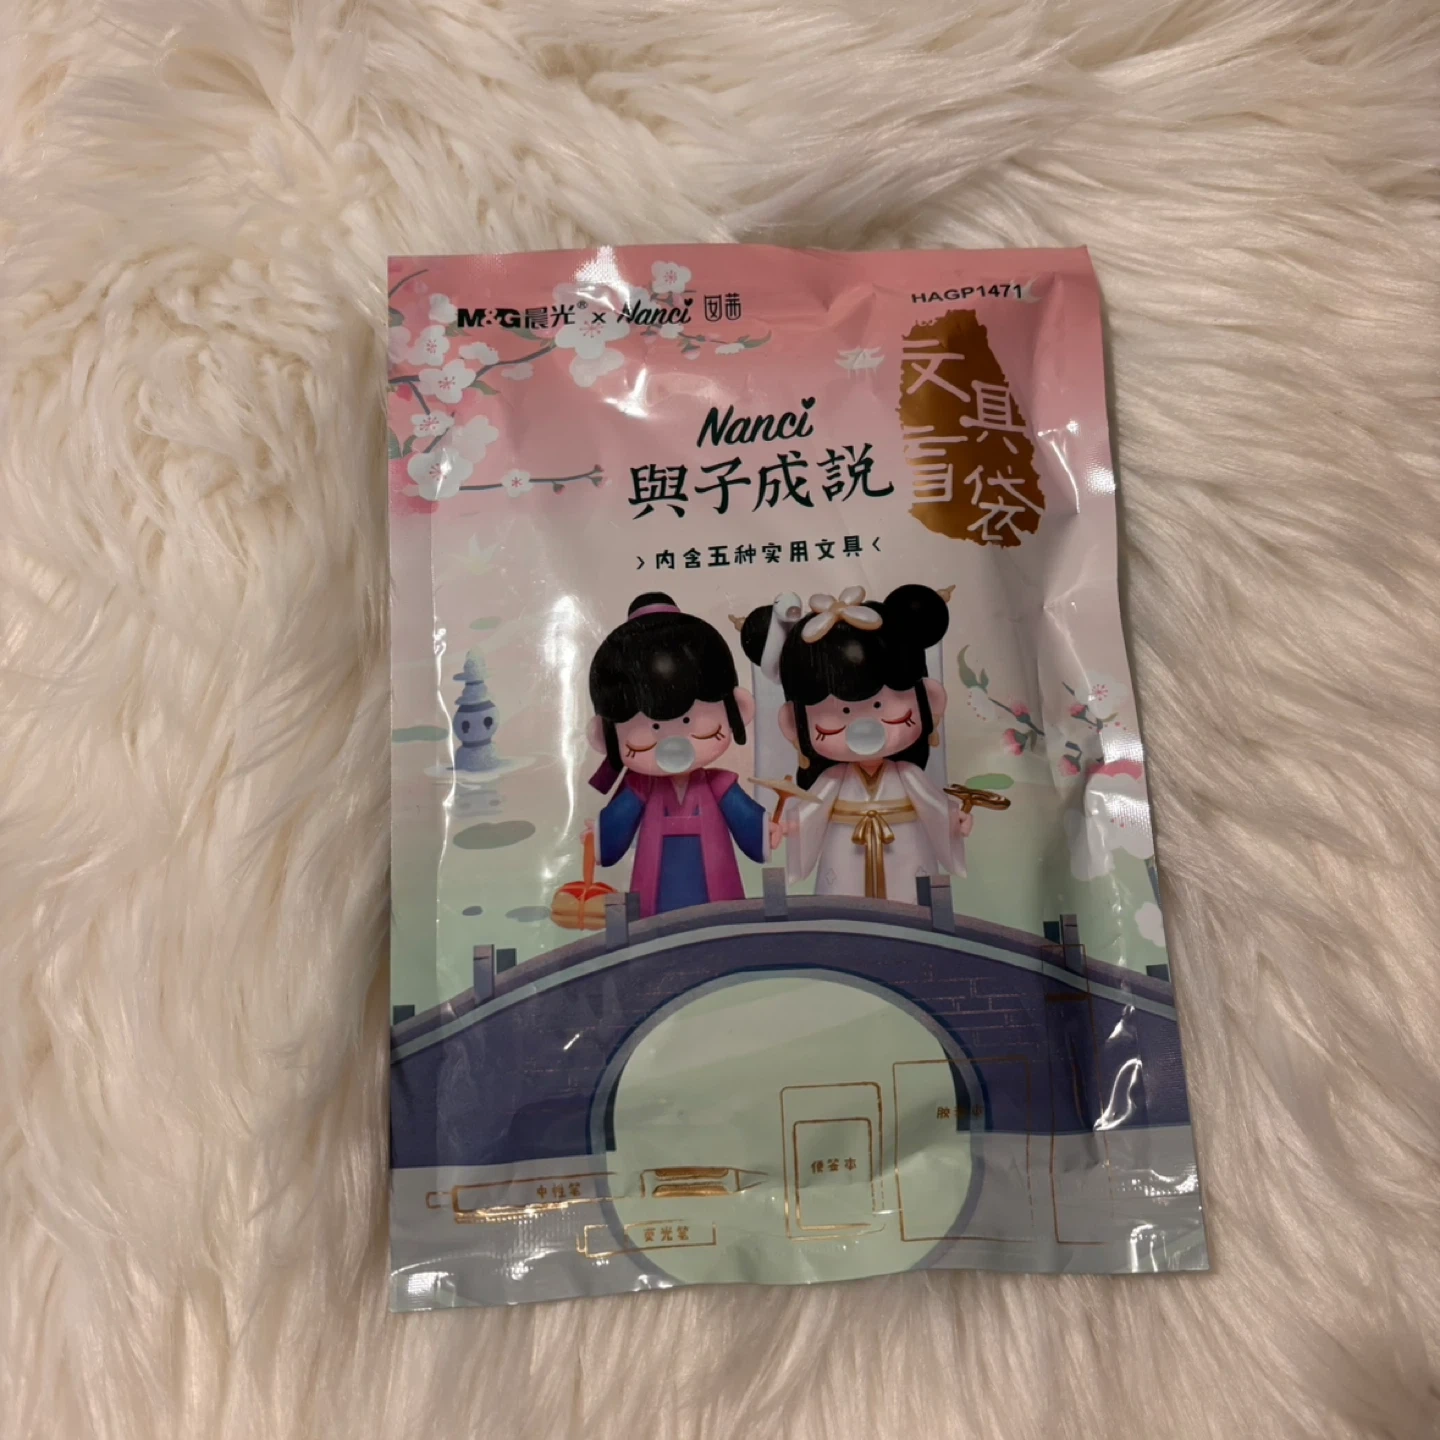 M&G晨光® x Nanci 囡茜
HAGP1471
文具盲袋
Nanci
與子成説
内含五种实用文具
便签本
中性笔
荧光笔